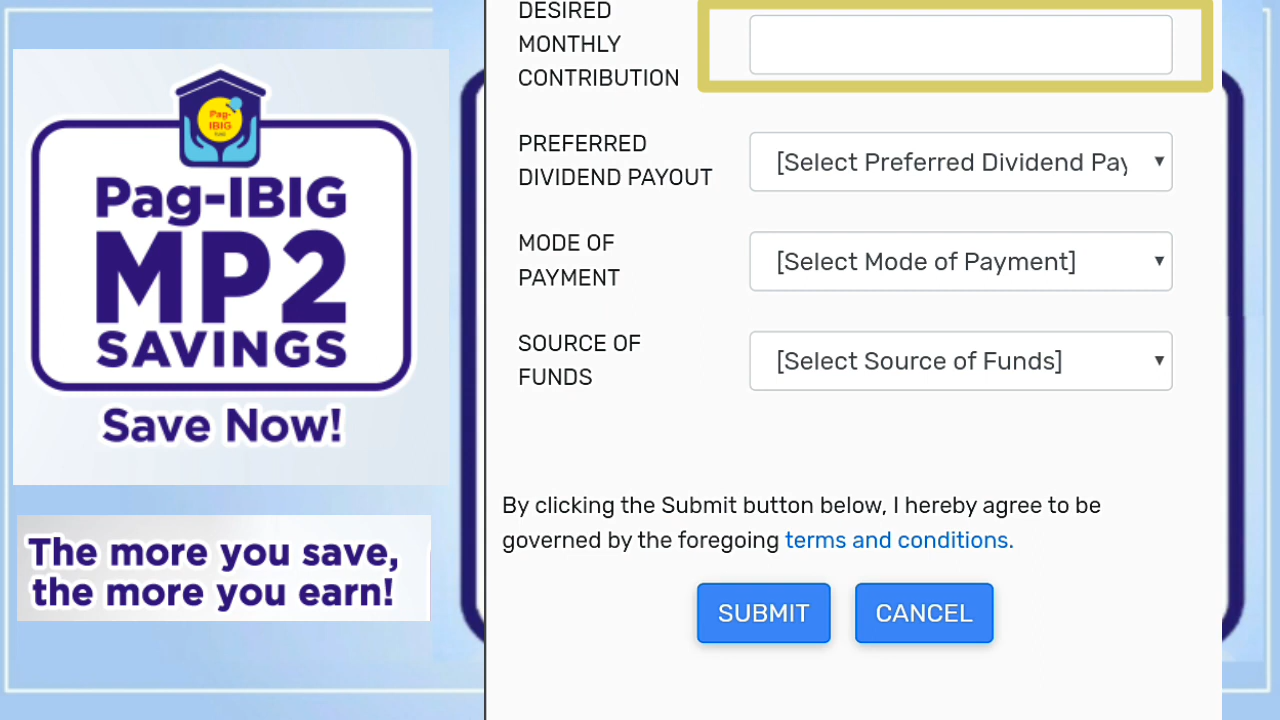 Pag-
IBIG
FUND
Pag-IBIG
MP2
SAVINGS
Save Now!
The more you save,
the more you earn!
DESIRED
MONTHLY
CONTRIBUTION
PREFERRED
DIVIDEND PAYOUT
[Select Preferred Dividend Pay
MODE OF
PAYMENT
[Select Mode of Payment]
SOURCE OF
FUNDS
[Select Source of Funds]
By clicking the Submit button below, I hereby agree to be
governed by the foregoing terms and conditions.
SUBMIT
CANCEL